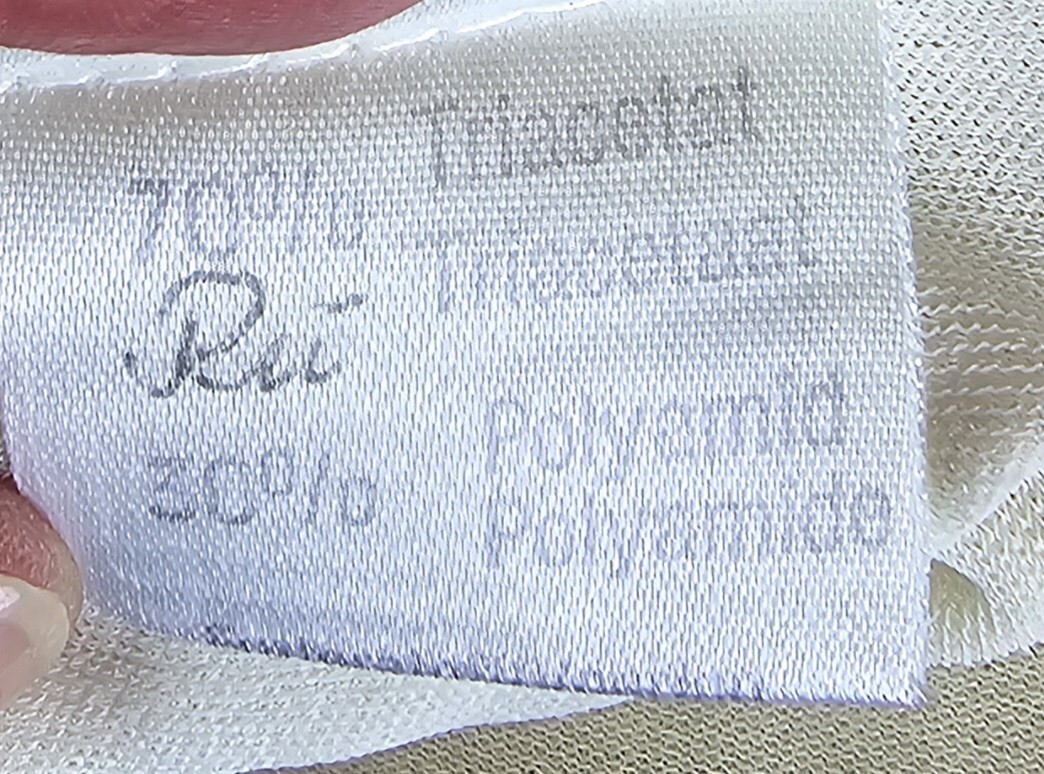 Triacetat
70% Triacetaat
30% Polyamid
Polyamide